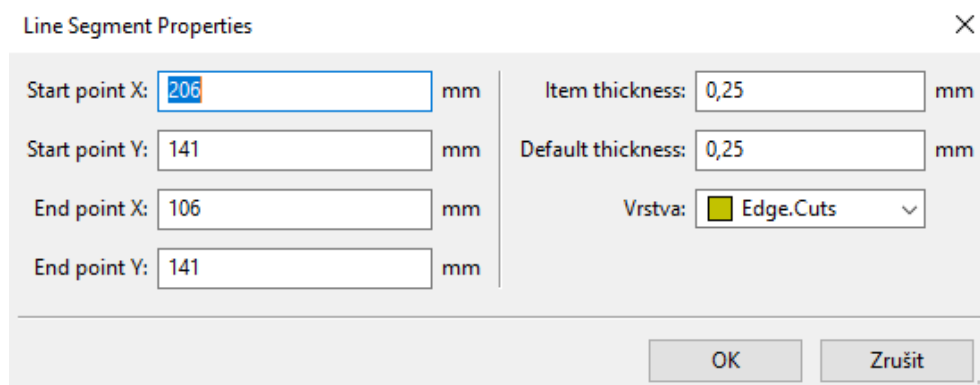 Line Segment Properties
Start point X: 206 mm
Item thickness: 0,25 mm
Start point Y: 141 mm
Default thickness: 0,25 mm
End point X: 106 mm
Vrstva: Edge.Cuts
End point Y: 141 mm
OK
Zrušit